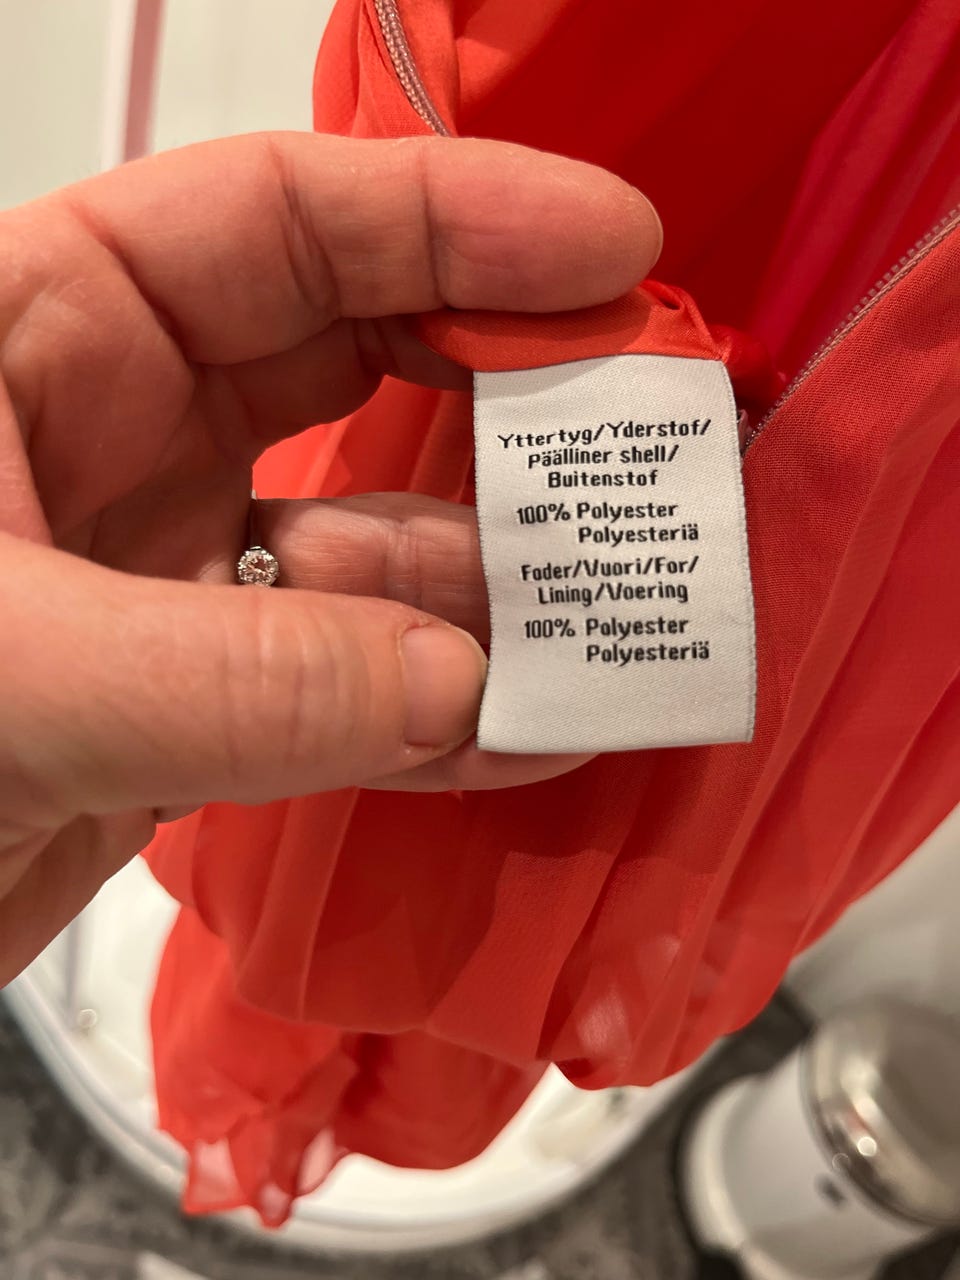 Yttertyg/Yderstof/
Päälliner shell/
Buitenstof
100% Polyester
Polyesteriä
Foder/Vuori/For/
Lining/Voering
100% Polyester
Polyesteriä